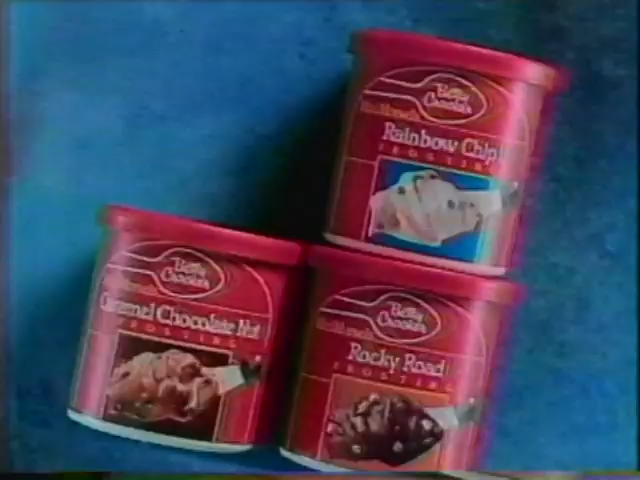 Betty
Crocker
Rainbow Chip
FROSTING
Betty
Crocker
Caramel Chocolate Nut
FROSTING
Betty
Crocker
Rocky Road
FROSTING